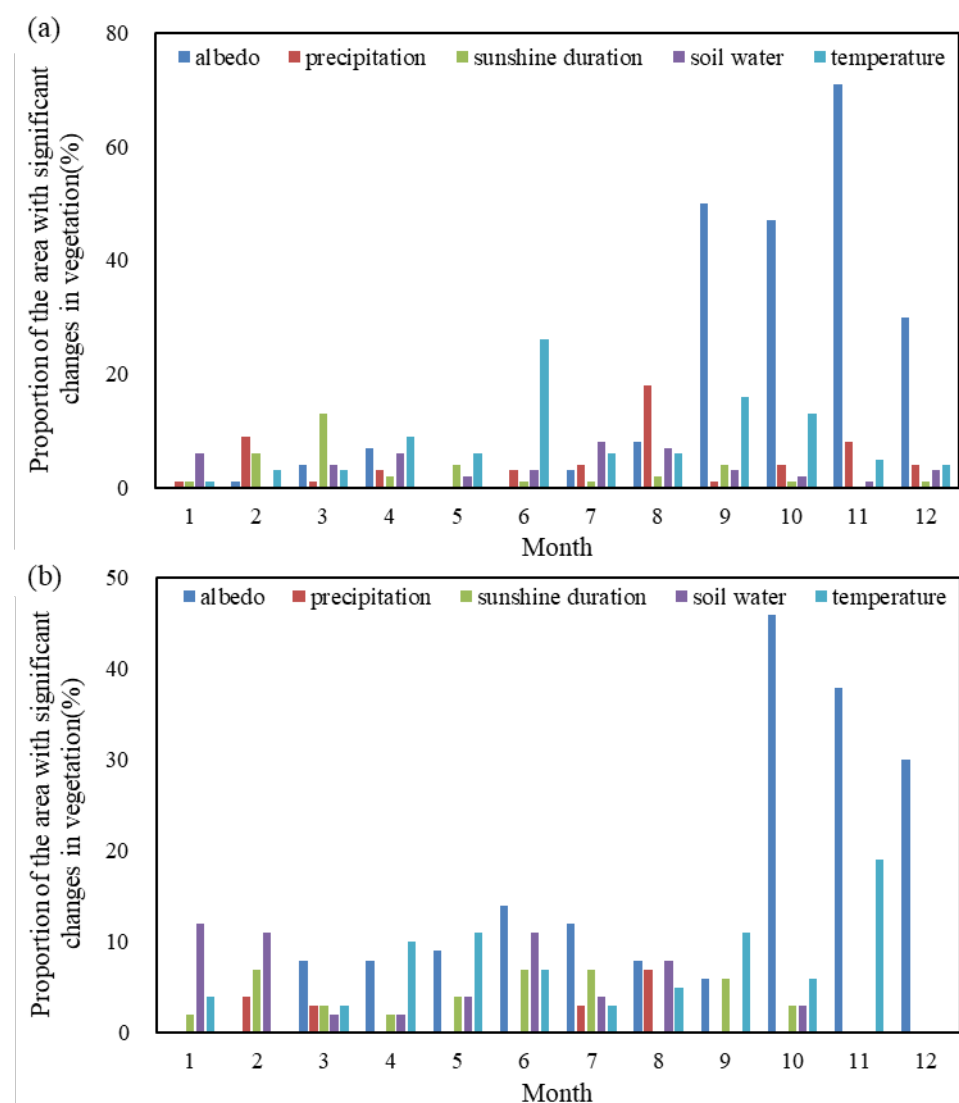 (a)
Proportion of the area with significant
changes in vegetation(%)
80
60
40
20
0
albedo precipitation sunshine duration soil water temperature
1 2 3 4 5 6 7 8 9 10 11 12
Month
(b)
Proportion of the area with significant
changes in vegetation(%)
50
40
30
20
10
0
albedo precipitation sunshine duration soil water temperature
1 2 3 4 5 6 7 8 9 10 11 12
Month